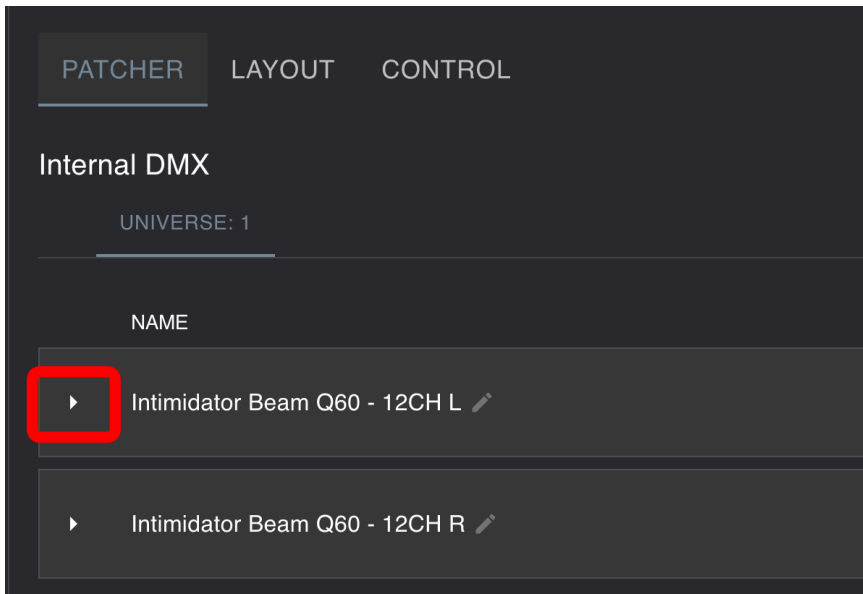 PATCHER LAYOUT CONTROL
Internal DMX
UNIVERSE: 1
NAME
Intimidator Beam Q60 - 12CH L
Intimidator Beam Q60 - 12CH R